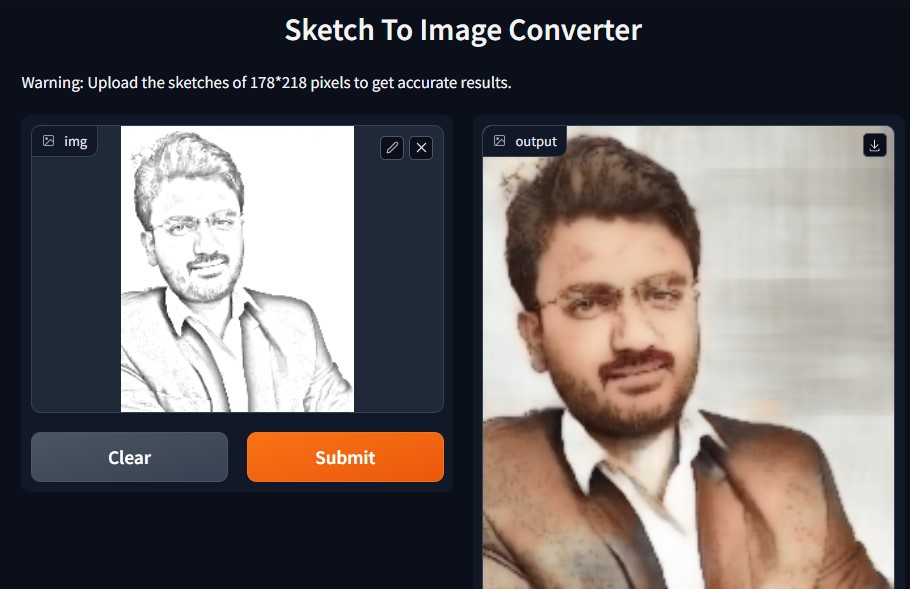 Sketch To Image Converter
Warning: Upload the sketches of 178*218 pixels to get accurate results.
img
output
Clear
Submit